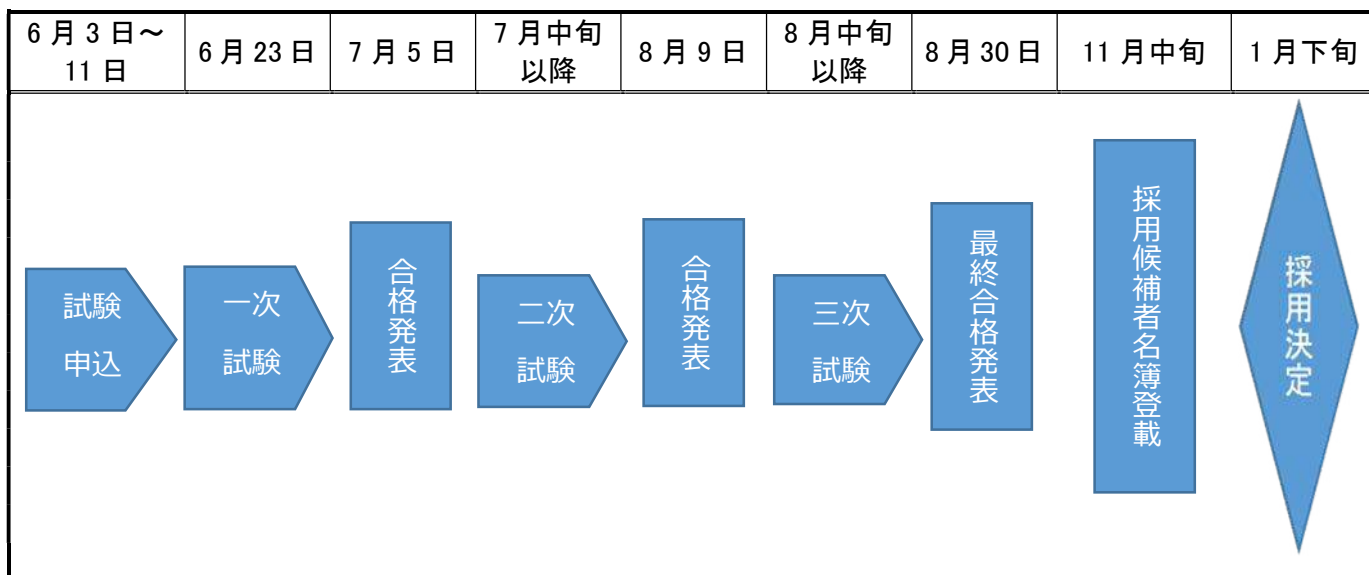 6月3日～
11日
6月23日
7月5日
7月中旬
以降
8月9日
8月中旬
以降
8月30日
11月中旬
1月下旬
試験
申込
一次
試験
合格発表
二次
試験
合格発表
三次
試験
最終合格発表
採用候補者名簿登載
採用決定